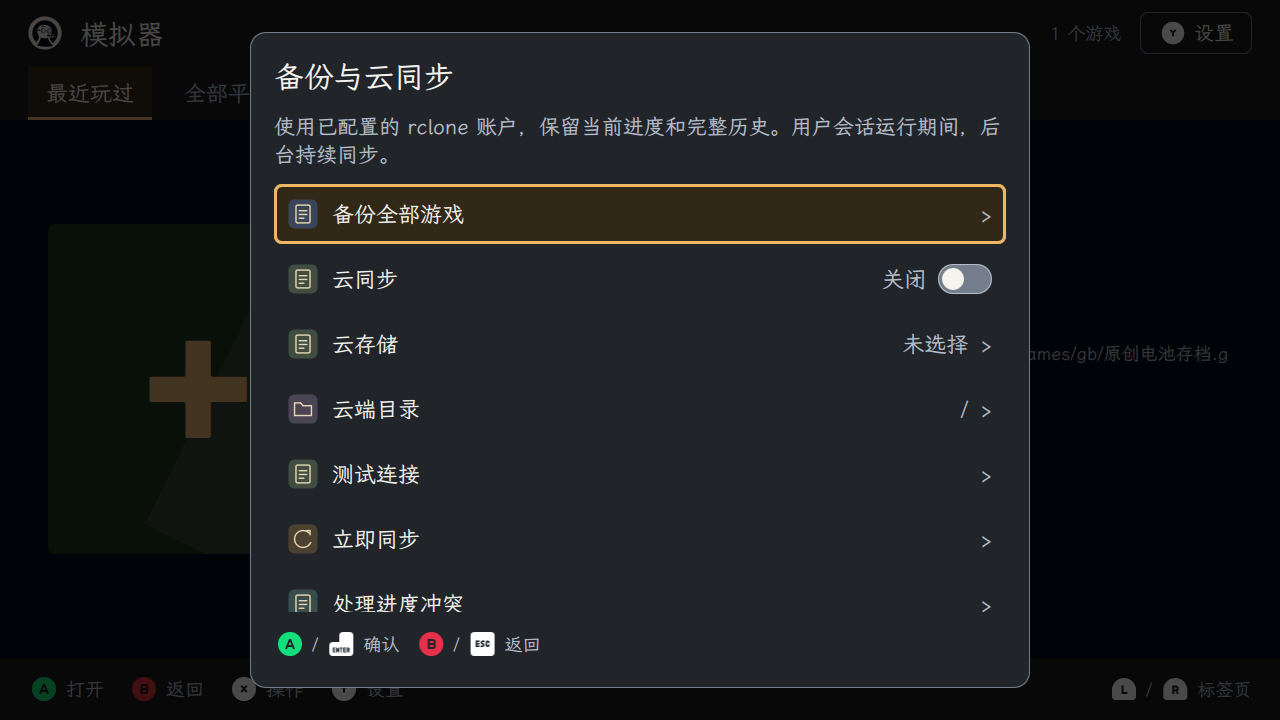 模拟器
1 个游戏
Y 设置
最近玩过
全部平
备份与云同步
使用已配置的 rclone 账户，保留当前进度和完整历史。用户会话运行期间，后
台持续同步。
备份全部游戏 >
云同步 关闭
云存储 未选择 >
ames/gb/原创电池存档.g
云端目录 / >
测试连接 >
立即同步 >
处理进度冲突 >
A / ENTER 确认 B / ESC 返回
A 打开 B 返回 X 操作 Y 设置
L / R 标签页